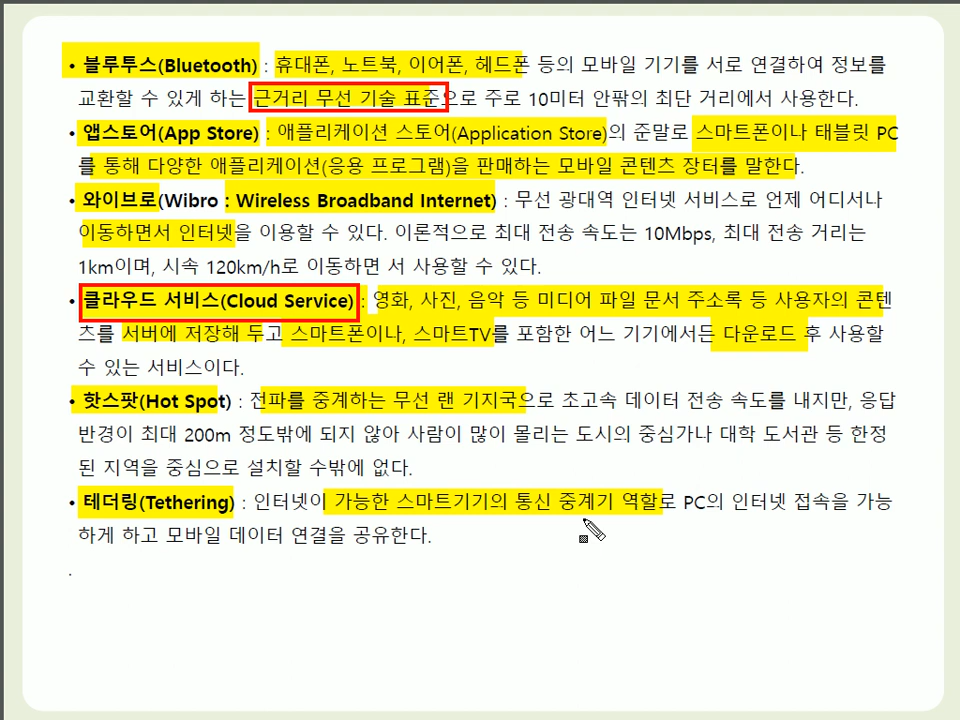 • 블루투스(Bluetooth) : 휴대폰, 노트북, 이어폰, 헤드폰 등의 모바일 기기를 서로 연결하여 정보를
교환할 수 있게 하는 근거리 무선 기술 표준으로 주로 10미터 안팎의 최단 거리에서 사용한다.
• 앱스토어(App Store) : 애플리케이션 스토어(Application Store)의 준말로 스마트폰이나 태블릿 PC
를 통해 다양한 애플리케이션(응용 프로그램)을 판매하는 모바일 콘텐츠 장터를 말한다.
• 와이브로(Wibro : Wireless Broadband Internet) : 무선 광대역 인터넷 서비스로 언제 어디서나
이동하면서 인터넷을 이용할 수 있다. 이론적으로 최대 전송 속도는 10Mbps, 최대 전송 거리는
1km이며, 시속 120km/h로 이동하면 서 사용할 수 있다.
• 클라우드 서비스(Cloud Service) : 영화, 사진, 음악 등 미디어 파일 문서 주소록 등 사용자의 콘텐
츠를 서버에 저장해 두고 스마트폰이나, 스마트TV를 포함한 어느 기기에서든 다운로드 후 사용할
수 있는 서비스이다.
• 핫스팟(Hot Spot) : 전파를 중계하는 무선 랜 기지국으로 초고속 데이터 전송 속도를 내지만, 응답
반경이 최대 200m 정도밖에 되지 않아 사람이 많이 몰리는 도시의 중심가나 대학 도서관 등 한정
된 지역을 중심으로 설치할 수밖에 없다.
• 테더링(Tethering) : 인터넷이 가능한 스마트기기의 통신 중계기 역할로 PC의 인터넷 접속을 가능
하게 하고 모바일 데이터 연결을 공유한다.
.